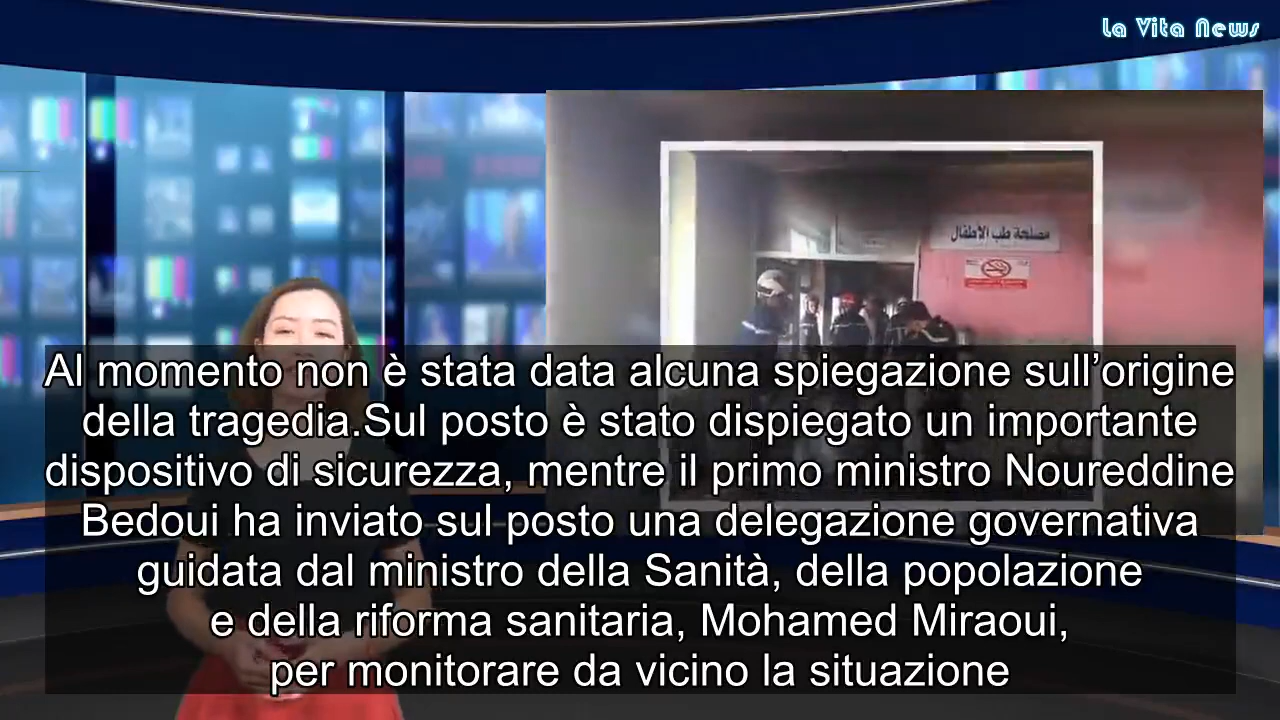 La Vita News
مصلحة طب الاطفال
Al momento non è stata data alcuna spiegazione sull’origine
della tragedia.Sul posto è stato dispiegato un importante
dispositivo di sicurezza, mentre il primo ministro Noureddine
Bedoui ha inviato sul posto una delegazione governativa
guidata dal ministro della Sanità, della popolazione
e della riforma sanitaria, Mohamed Miraoui,
per monitorare da vicino la situazione